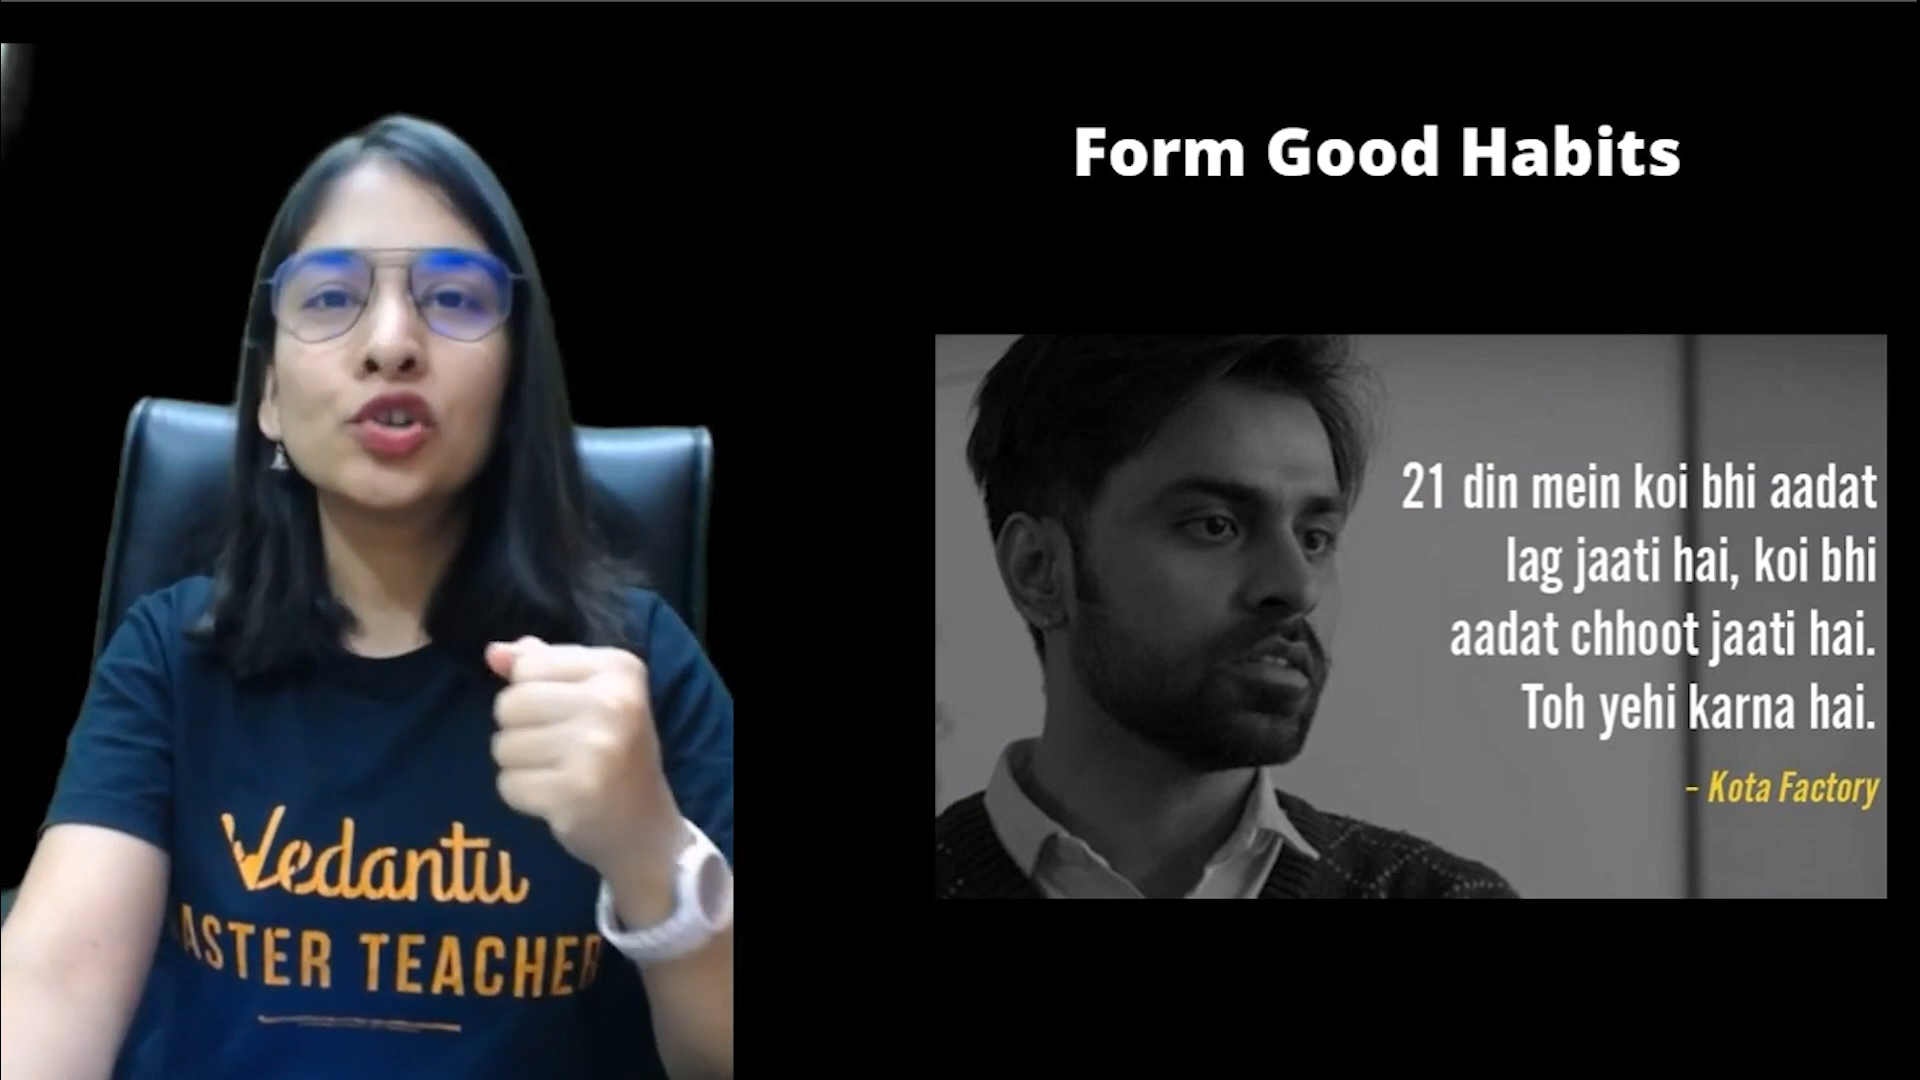 Form Good Habits
21 din mein koi bhi aadat
lag jaati hai, koi bhi
aadat chhoot jaati hai.
Toh yehi karna hai.
- Kota Factory
Vedantu
ASTER TEACHER